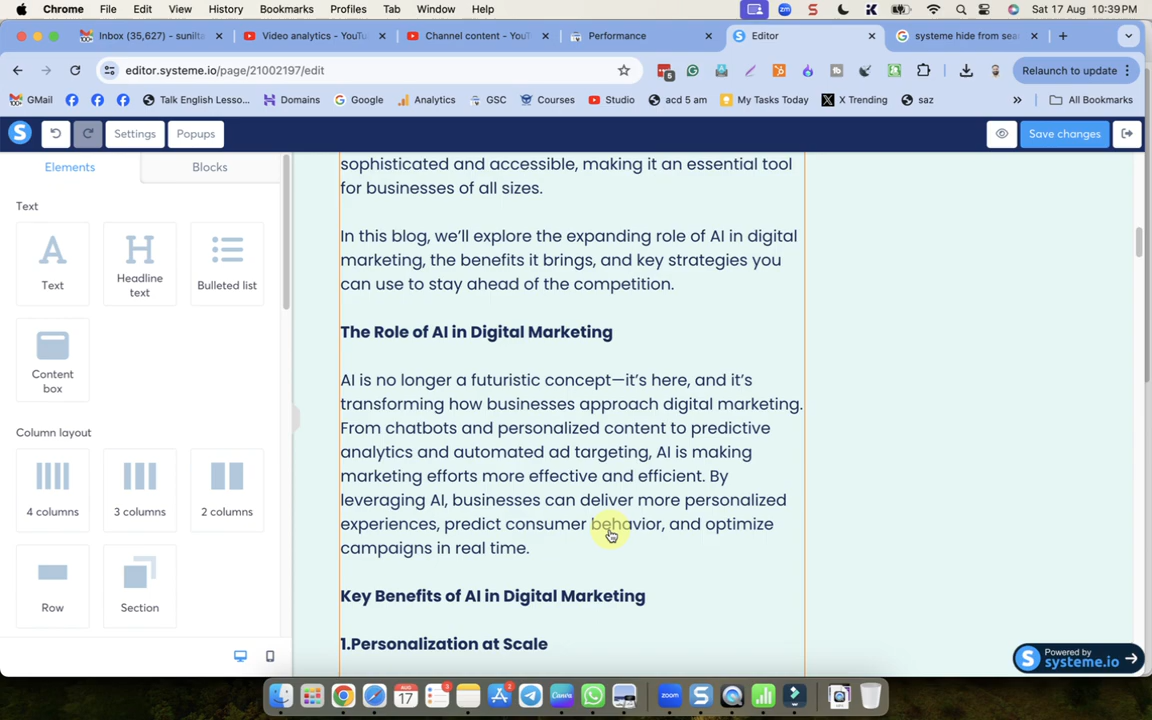 Chrome File Edit View History Bookmarks Profiles Tab Window Help Sat 17 Aug 10:39 PM
Inbox (35,627) - sunilta Video analytics - YouTu Channel content - YouT Performance Editor systeme hide from sea
editor.systeme.io/page/21002197/edit Relaunch to update
GMail Talk English Lesso... Domains Google Analytics GSC Courses Studio acd 5 am My Tasks Today X Trending saz » All Bookmarks
Settings Popups Save changes
Elements Blocks
Text
Text
Headline
text
Bulleted list
Content
box
Column layout
4 columns
3 columns
2 columns
Row
Section
sophisticated and accessible, making it an essential tool
for businesses of all sizes.
In this blog, we'll explore the expanding role of AI in digital
marketing, the benefits it brings, and key strategies you
can use to stay ahead of the competition.
The Role of AI in Digital Marketing
AI is no longer a futuristic concept—it's here, and it's
transforming how businesses approach digital marketing.
From chatbots and personalized content to predictive
analytics and automated ad targeting, AI is making
marketing efforts more effective and efficient. By
leveraging AI, businesses can deliver more personalized
experiences, predict consumer behavior, and optimize
campaigns in real time.
Key Benefits of AI in Digital Marketing
1.Personalization at Scale
Powered by
systeme.io
zoom